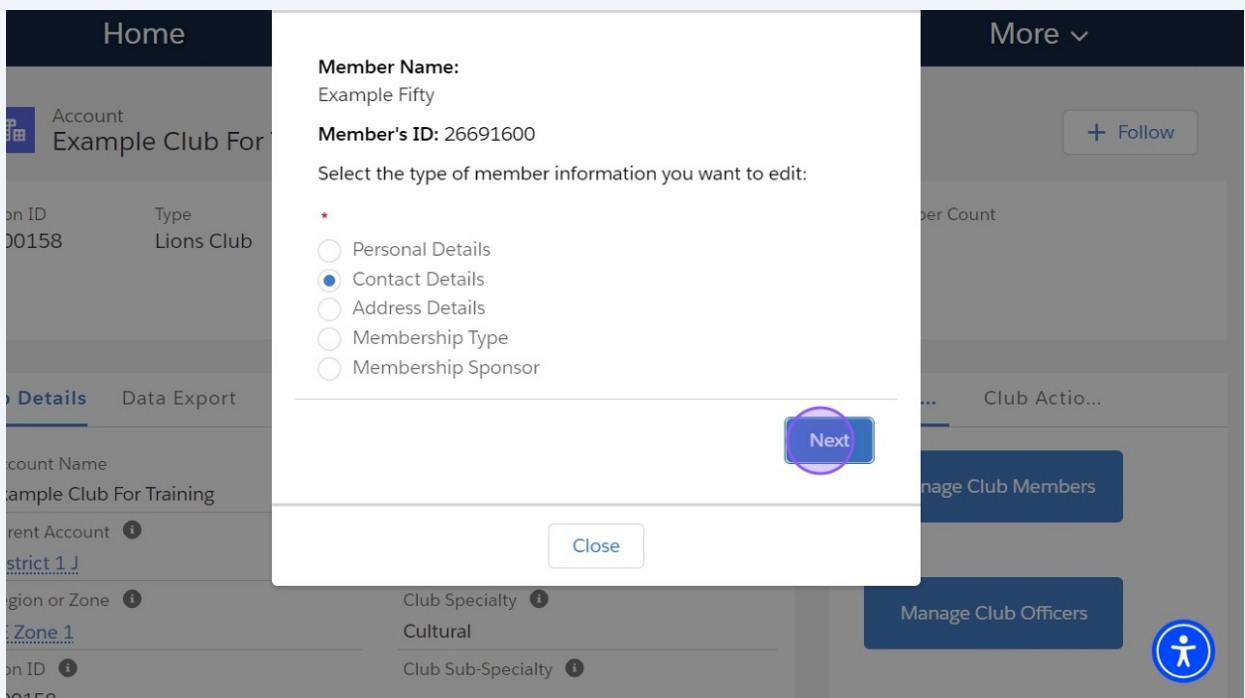 Home
More
Member Name:
Example Fifty
Member's ID: 26691600
Select the type of member information you want to edit:
*
Personal Details
Contact Details
Address Details
Membership Type
Membership Sponsor
Next
Close
Account
Example Club For
+ Follow
on ID
Type
per Count
00158
Lions Club
Details
Data Export
...
Club Actio...
count Name
ample Club For Training
rent Account
strict 1 J
gion or Zone
Zone 1
on ID
Club Specialty
Cultural
Club Sub-Specialty
nage Club Members
Manage Club Officers